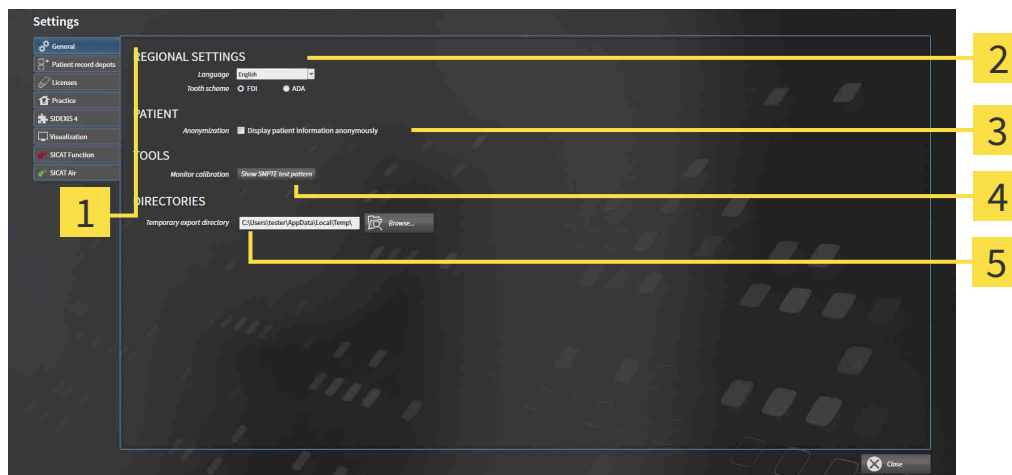 Settings
General
Patient record depots
Licenses
Practice
SIDEXIS 4
Visualization
SICAT Function
SICAT Air
REGIONAL SETTINGS
Language English
Tooth scheme FDI ADA
PATIENT
Anonymization Display patient information anonymously
TOOLS
Monitor calibration Show SMPTE test pattern
DIRECTORIES
Temporary export directory C:\Users\tester\AppData\Local\Temp\ Browse...
Close
1
2
3
4
5